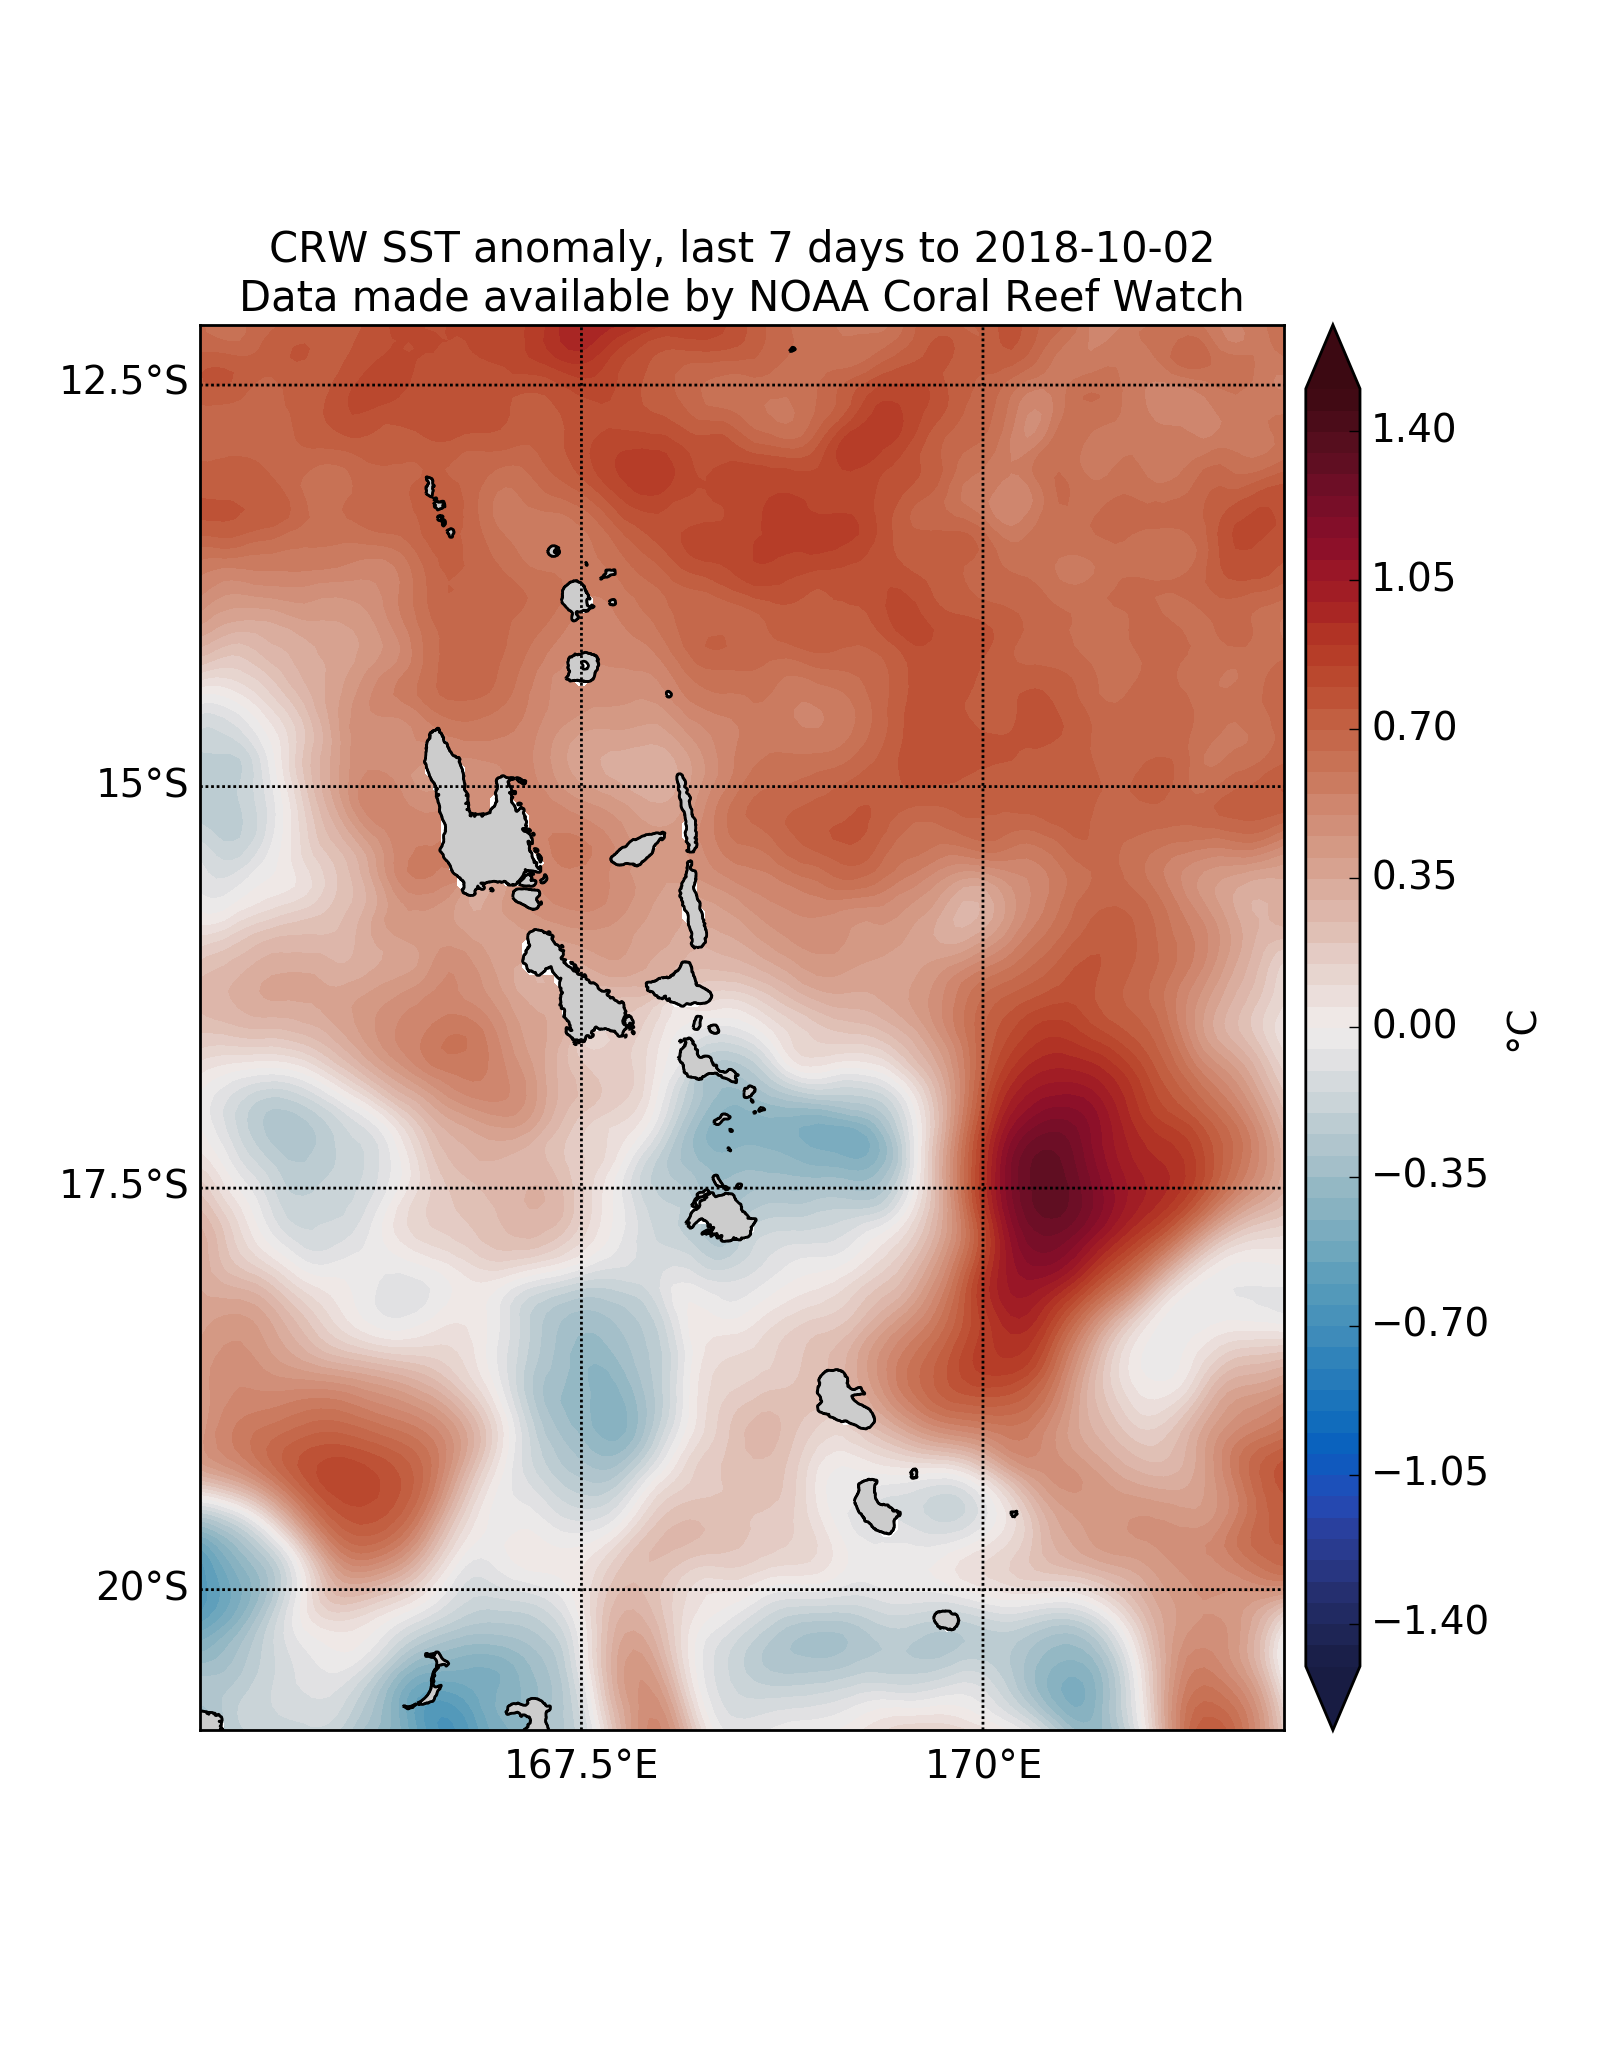 CRW SST anomaly, last 7 days to 2018-10-02
Data made available by NOAA Coral Reef Watch
12.5°S
15°S
17.5°S
20°S
167.5°E
170°E
1.40
1.05
0.70
0.35
0.00
−0.35
−0.70
−1.05
−1.40
°C